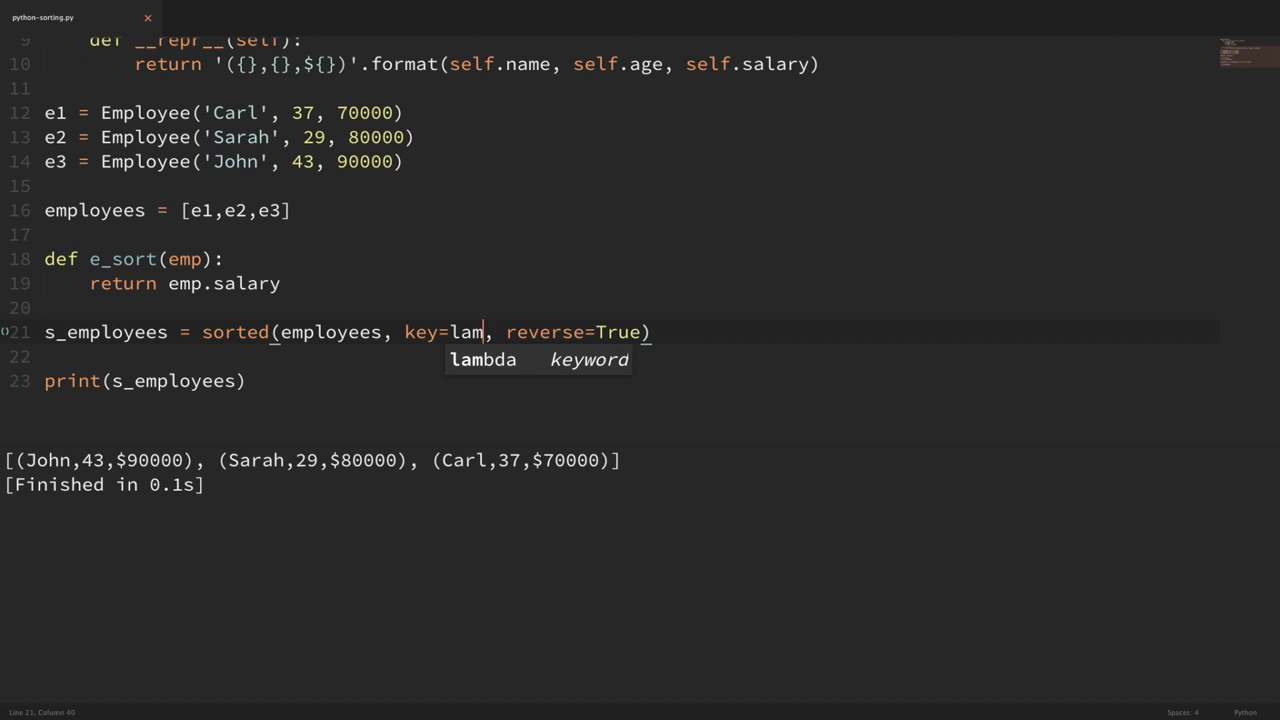 python-sorting.py ×
9 def __repr__(self):
10 return '({},{},${})'.format(self.name, self.age, self.salary)
11
12 e1 = Employee('Carl', 37, 70000)
13 e2 = Employee('Sarah', 29, 80000)
14 e3 = Employee('John', 43, 90000)
15
16 employees = [e1,e2,e3]
17
18 def e_sort(emp):
19 return emp.salary
20
()21 s_employees = sorted(employees, key=lam, reverse=True)
22 lambda keyword
23 print(s_employees)
[(John,43,$90000), (Sarah,29,$80000), (Carl,37,$70000)]
[Finished in 0.1s]
Line 21, Column 40 Spaces: 4 Python